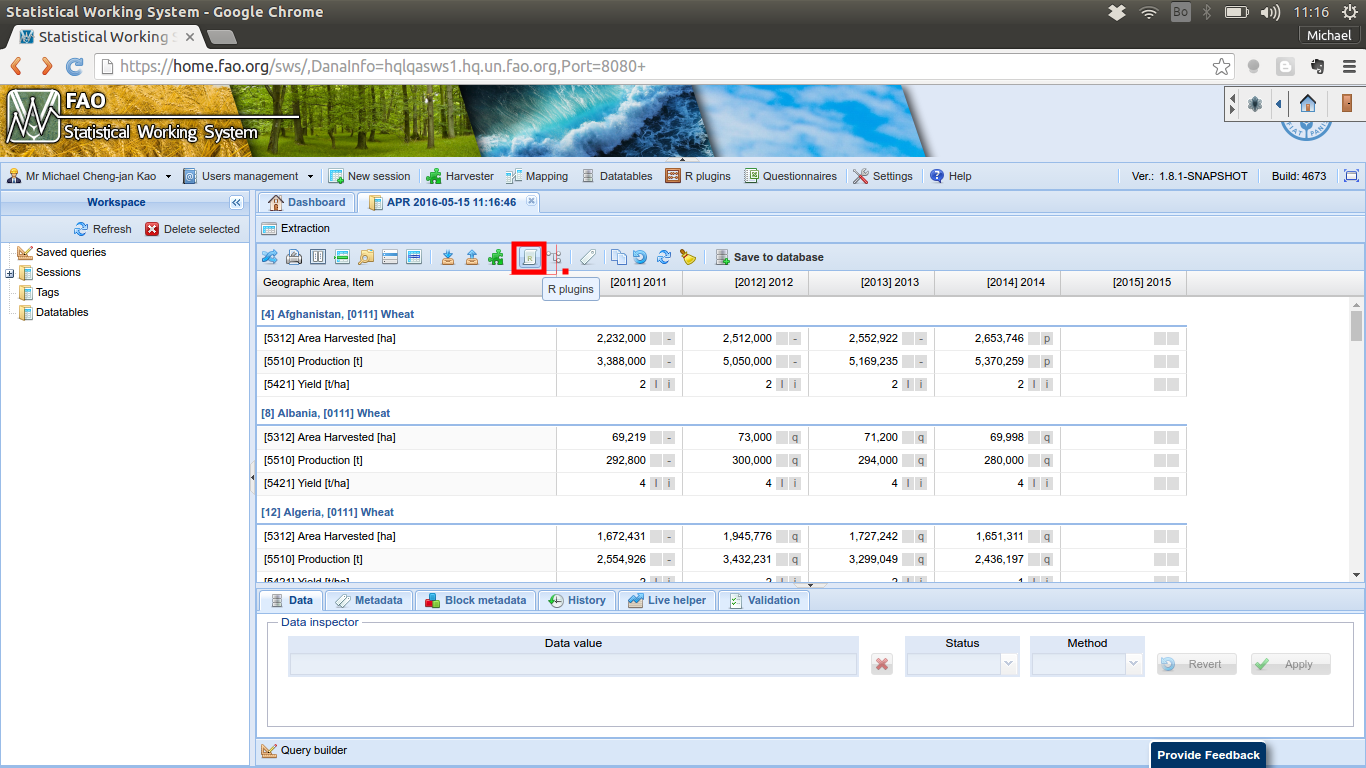 Statistical Working System - Google Chrome
Bo
11:16
Statistical Working S
Michael
https://home.fao.org/sws/,DanaInfo=hqlqasws1.hq.un.fao.org,Port=8080+
FAO
Statistical Working System
FIAT PANIS
Mr Michael Cheng-jan Kao
Users management
New session
Harvester
Mapping
Datatables
R plugins
Questionnaires
Settings
Help
Ver.: 1.8.1-SNAPSHOT
Build: 4673
Workspace
Refresh
Delete selected
Saved queries
Sessions
Tags
Datatables
Dashboard
APR 2016-05-15 11:16:46
Extraction
R
Save to database
R plugins
Geographic Area, Item [2011] 2011 [2012] 2012 [2013] 2013 [2014] 2014 [2015] 2015
[4] Afghanistan, [0111] Wheat
[5312] Area Harvested [ha] 2,232,000 - 2,512,000 - 2,552,922 - 2,653,746 p
[5510] Production [t] 3,388,000 - 5,050,000 - 5,169,235 - 5,370,259 p
[5421] Yield [t/ha] 2 I i 2 I i 2 I i 2 I i
[8] Albania, [0111] Wheat
[5312] Area Harvested [ha] 69,219 - 73,000 q 71,200 q 69,998 q
[5510] Production [t] 292,800 - 300,000 q 294,000 q 280,000 q
[5421] Yield [t/ha] 4 I i 4 I i 4 I i 4 I i
[12] Algeria, [0111] Wheat
[5312] Area Harvested [ha] 1,672,431 - 1,945,776 q 1,727,242 q 1,651,311 q
[5510] Production [t] 2,554,926 - 3,432,231 q 3,299,049 q 2,436,197 q
[5421] Yield [t/ha] 2 I i 2 I i 2 I i 1 I i
Data
Metadata
Block metadata
History
Live helper
Validation
Data inspector
Data value
Status
Method
Revert
Apply
Query builder
Provide Feedback